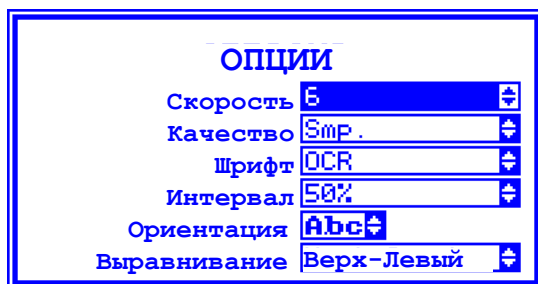 ОПЦИИ
Скорость 6
Качество Smp.
Шрифт OCR
Интервал 50%
Ориентация Abc
Выравнивание Верх-Левый